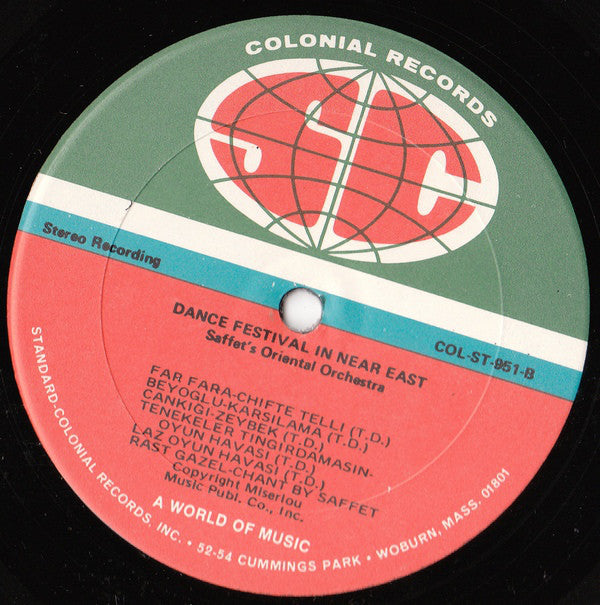 COLONIAL RECORDS
SC
Stereo Recording
COL-ST-951-B
DANCE FESTIVAL IN NEAR EAST
Saffet's Oriental Orchestra
FAR FARA-CHIFTE TELLI (T.D.)
BEYOGLU-KARSILAMA (T.D.)
CANKIGI-ZEYBEK (T.D.)
TENEKELER TINGIRDAMASIN-
OYUN HAVASI (T.D.)
LAZ OYUN HAVASI (T.D.)
RAST GAZEL-CHANT BY SAFFET
Copyright Miserlou
Music Publ. Co., Inc.
A WORLD OF MUSIC
STANDARD-COLONIAL RECORDS, INC. • 52-54 CUMMINGS PARK • WOBURN, MASS. 01801